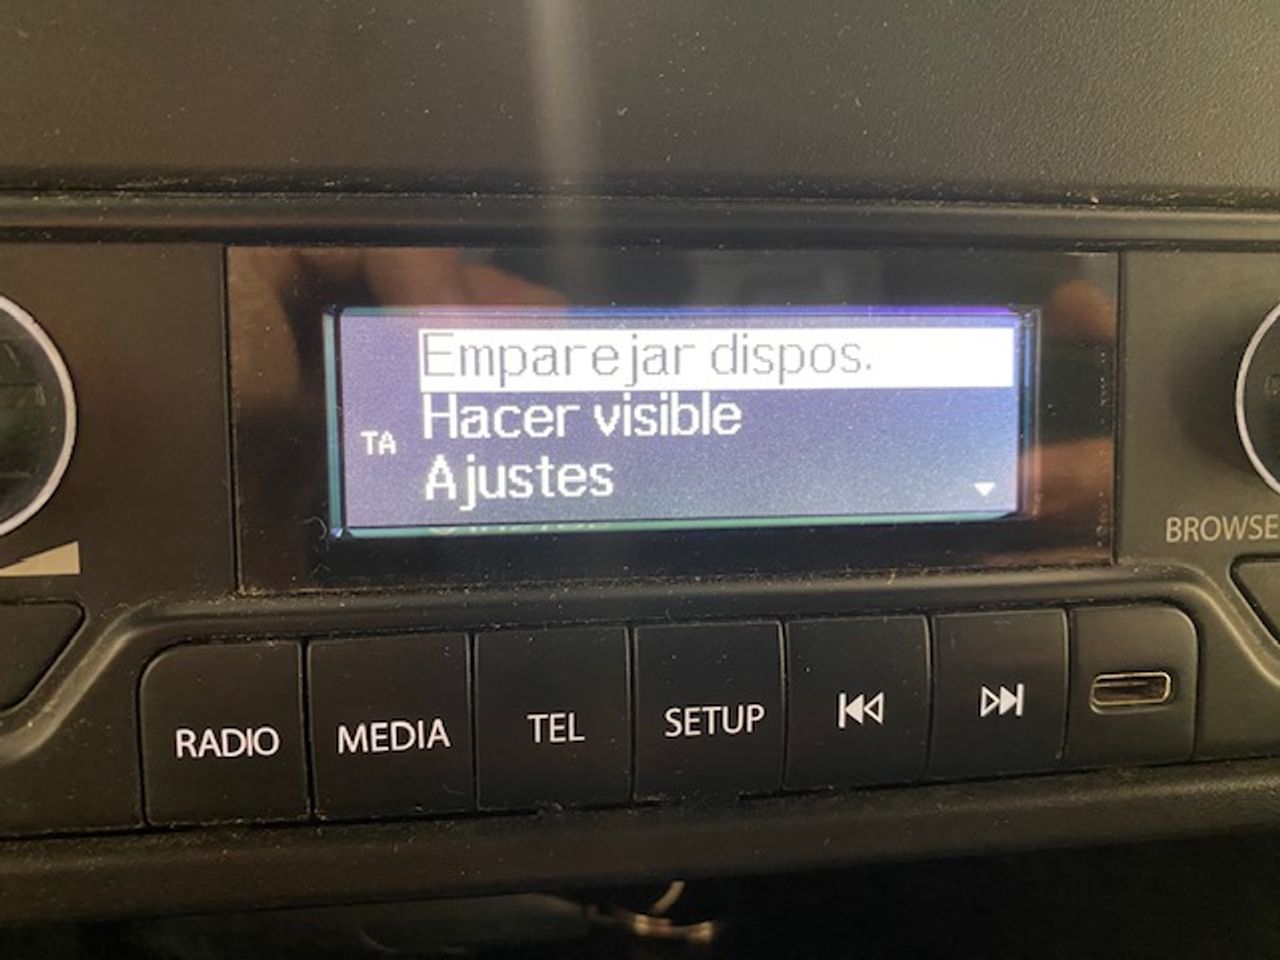 Emparejar dispos.
Hacer visible
TA
Ajustes
BROWSE
RADIO MEDIA TEL SETUP